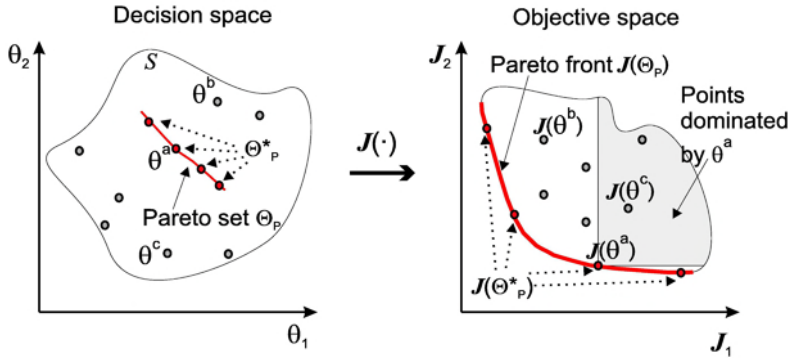 Decision space
θ2
S
θb
θa
Θ*P
Pareto set ΘP
θc
θ1
J(·)
Objective space
J2
Pareto front J(ΘP)
Points
dominated
by θa
J(θb)
J(θc)
J(θa)
J(Θ*P)
J1